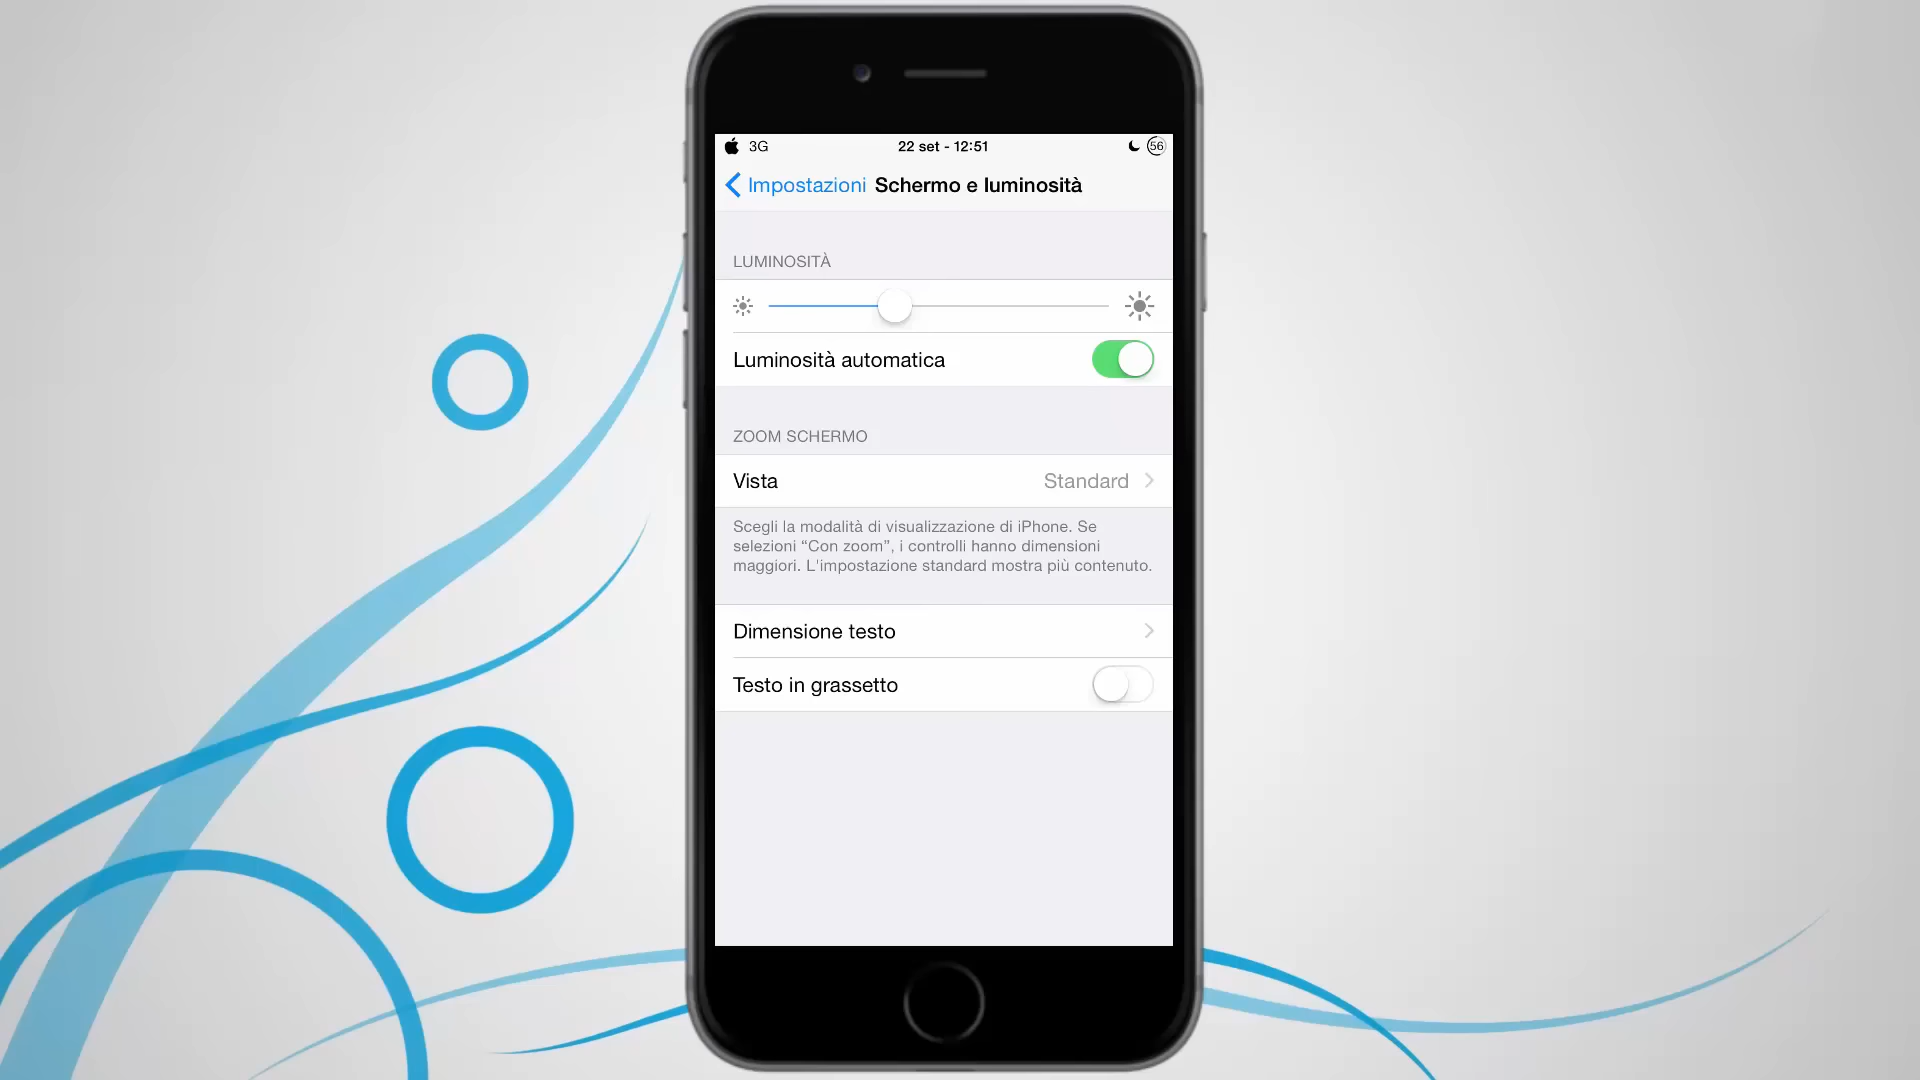 3G 22 set - 12:51 56
Impostazioni Schermo e luminosità
LUMINOSITÀ
Luminosità automatica
ZOOM SCHERMO
Vista Standard
Scegli la modalità di visualizzazione di iPhone. Se
selezioni “Con zoom”, i controlli hanno dimensioni
maggiori. L'impostazione standard mostra più contenuto.
Dimensione testo
Testo in grassetto